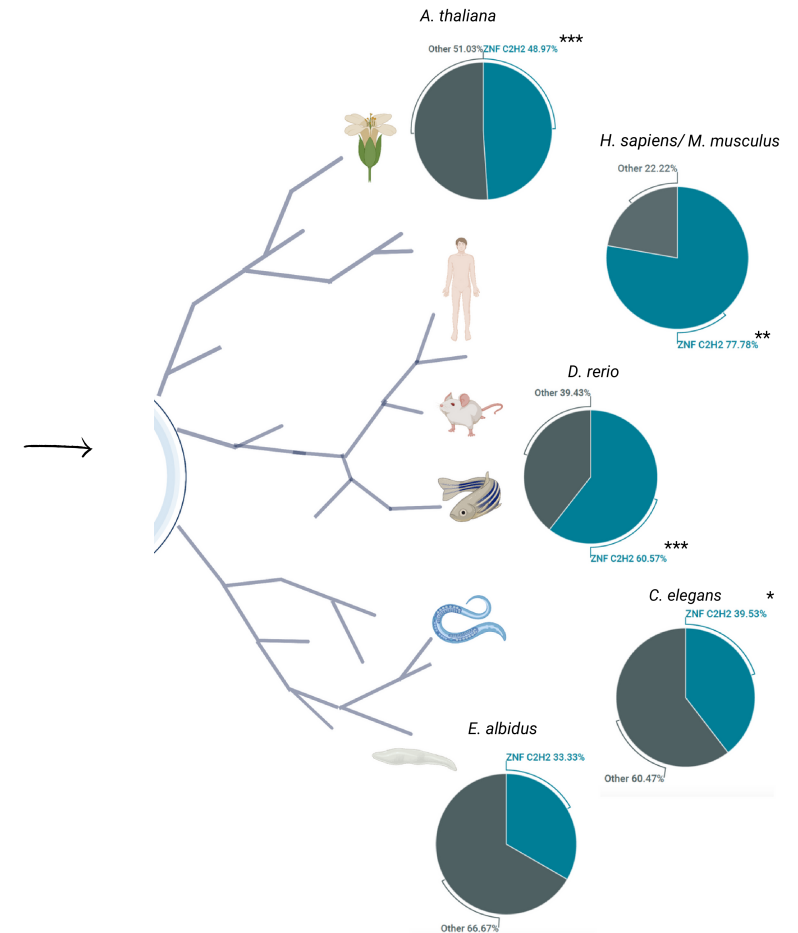 A. thaliana
***
Other 51.03%
ZNF C2H2 48.97%
H. sapiens/ M. musculus
Other 22.22%
**
ZNF C2H2 77.78%
D. rerio
Other 39.43%
***
ZNF C2H2 60.57%
C. elegans
*
ZNF C2H2 39.53%
Other 60.47%
E. albidus
ZNF C2H2 33.33%
Other 66.67%